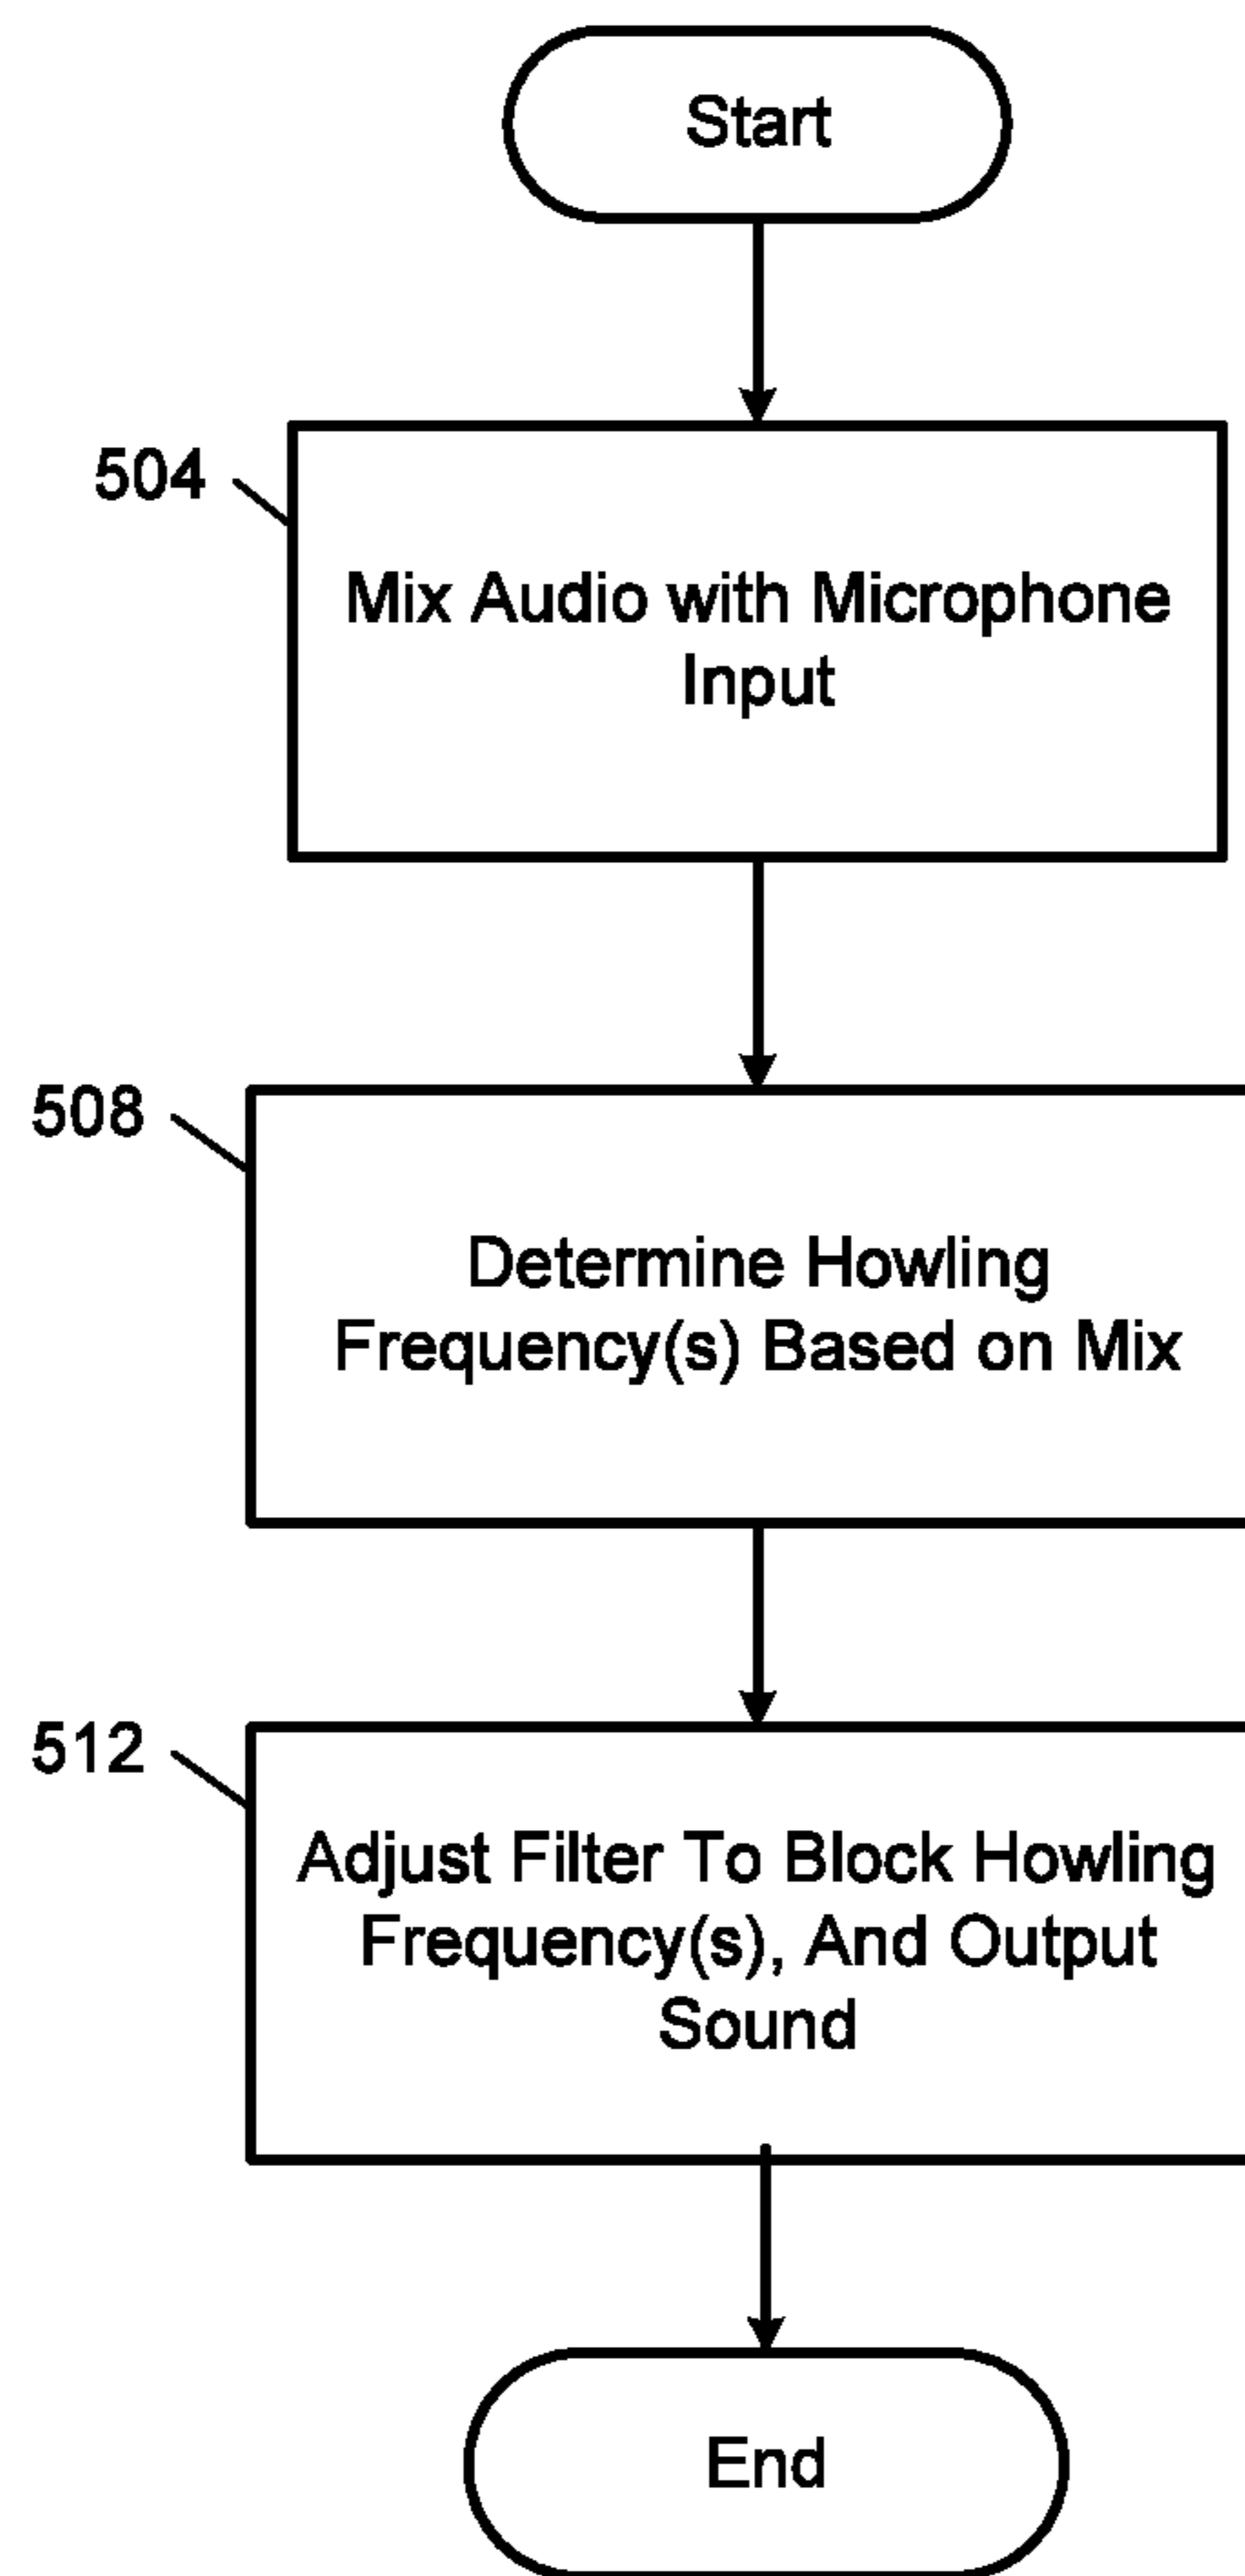 Start
504
Mix Audio with Microphone
Input
508
Determine Howling
Frequency(s) Based on Mix
512
Adjust Filter To Block Howling
Frequency(s), And Output
Sound
End